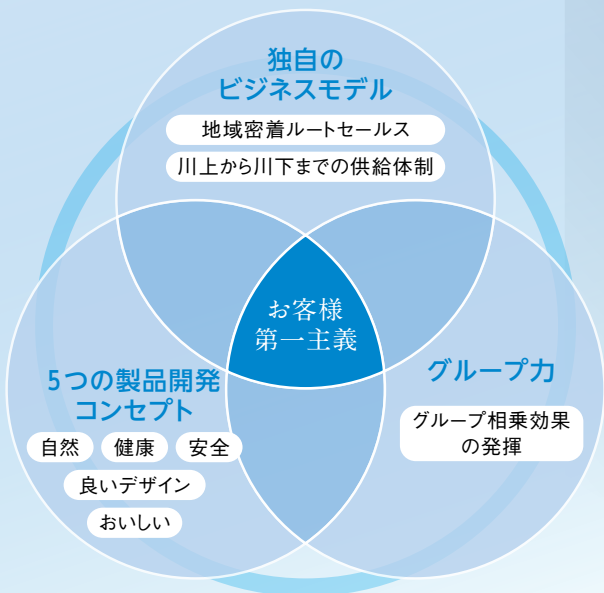 独自の
ビジネスモデル
地域密着ルートセールス
川上から川下までの供給体制
お客様
第一主義
5つの製品開発
コンセプト
自然 健康 安全
良いデザイン
おいしい
グループ力
グループ相乗効果
の発揮